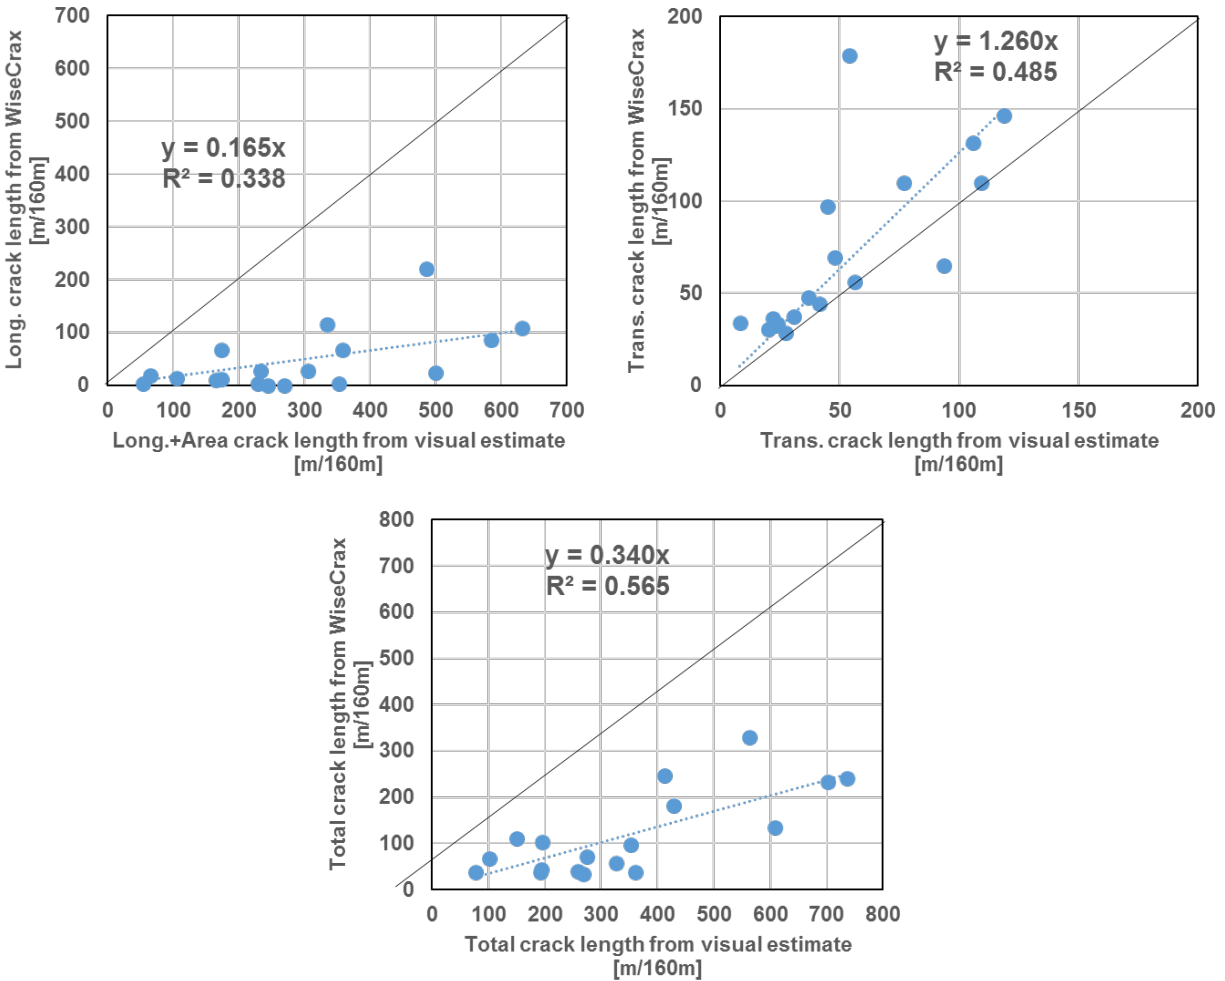 700
600
500
400
300
200
100
0
Long. crack length from WiseCrax
[m/160m]
y = 0.165x
R² = 0.338
0 100 200 300 400 500 600 700
Long.+Area crack length from visual estimate
[m/160m]
200
150
100
50
0
Trans. crack length from WiseCrax
[m/160m]
y = 1.260x
R² = 0.485
0 50 100 150 200
Trans. crack length from visual estimate
[m/160m]
800
700
600
500
400
300
200
100
0
Total crack length from WiseCrax
[m/160m]
y = 0.340x
R² = 0.565
0 100 200 300 400 500 600 700 800
Total crack length from visual estimate
[m/160m]